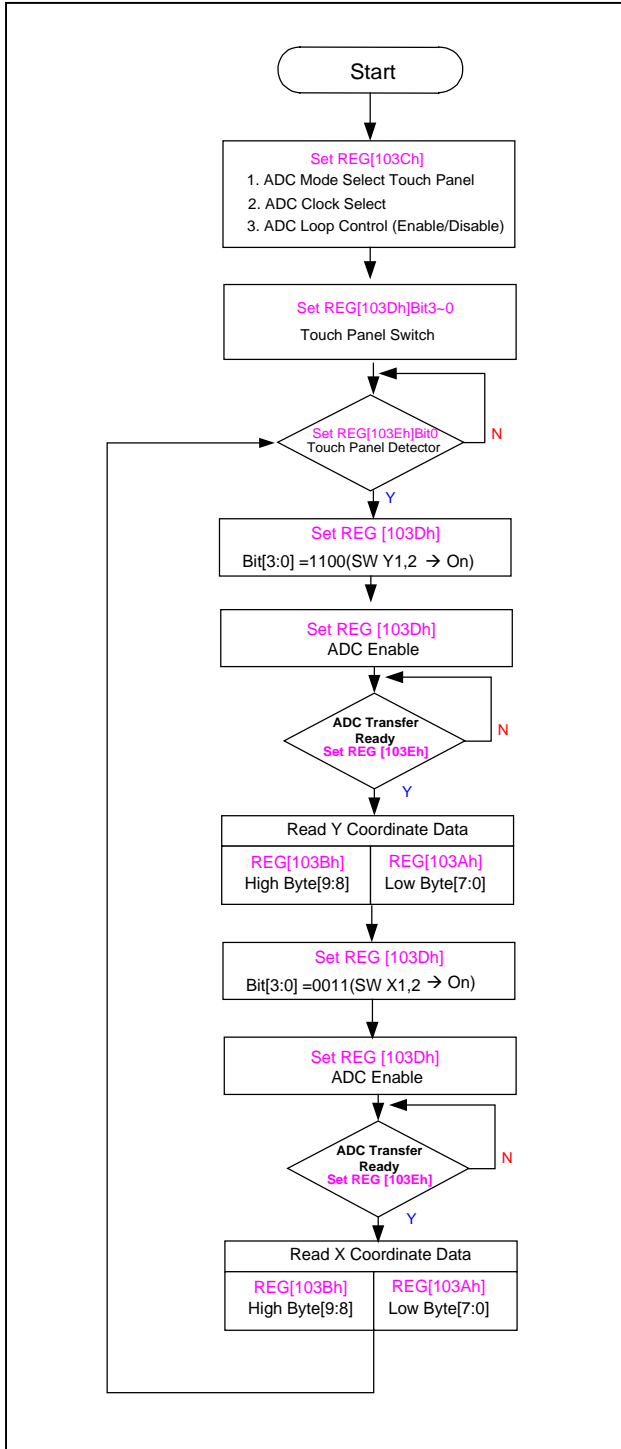 Start
Set REG[103Ch]
1. ADC Mode Select Touch Panel
2. ADC Clock Select
3. ADC Loop Control (Enable/Disable)
Set REG[103Dh]Bit3~0
Touch Panel Switch
Set REG[103Eh]Bit0
Touch Panel Detector
N
Y
Set REG [103Dh]
Bit[3:0] =1100(SW Y1,2 → On)
Set REG [103Dh]
ADC Enable
ADC Transfer
Ready
Set REG [103Eh]
N
Y
Read Y Coordinate Data
REG[103Bh]
High Byte[9:8]
REG[103Ah]
Low Byte[7:0]
Set REG [103Dh]
Bit[3:0] =0011(SW X1,2 → On)
Set REG [103Dh]
ADC Enable
ADC Transfer
Ready
Set REG [103Eh]
N
Y
Read X Coordinate Data
REG[103Bh]
High Byte[9:8]
REG[103Ah]
Low Byte[7:0]